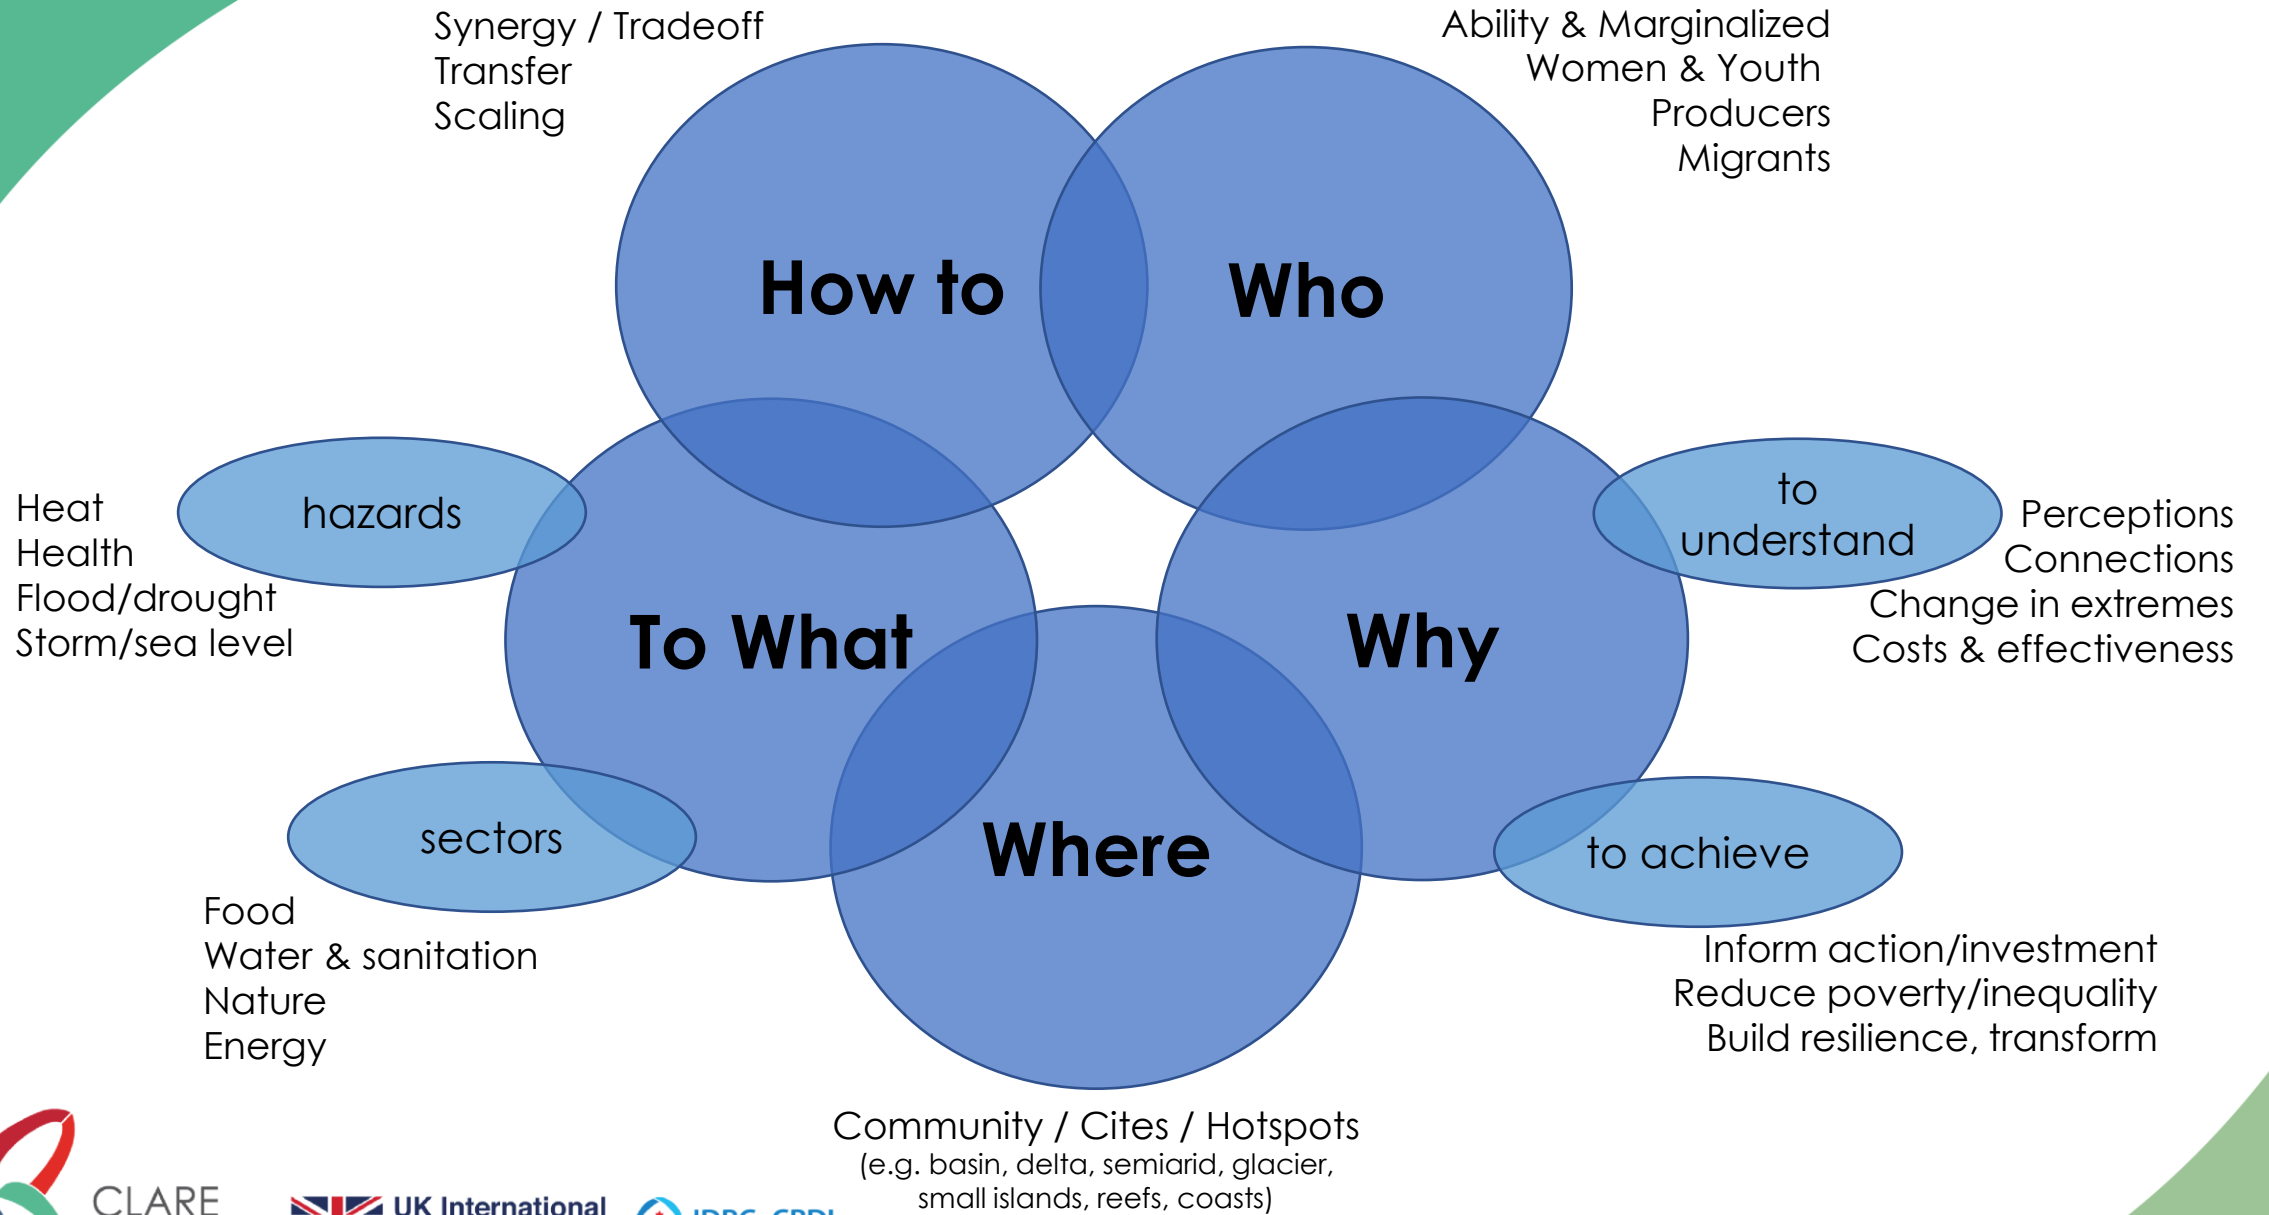 Synergy / Tradeoff
Transfer
Scaling
Ability & Marginalized
Women & Youth
Producers
Migrants
How to
Who
hazards
Heat
Health
Flood/drought
Storm/sea level
to
understand
Perceptions
Connections
Change in extremes
Costs & effectiveness
To What
Why
sectors
Food
Water & sanitation
Nature
Energy
Where
to achieve
Inform action/investment
Reduce poverty/inequality
Build resilience, transform
Community / Cites / Hotspots
(e.g. basin, delta, semiarid, glacier,
small islands, reefs, coasts)
CLARE
UK International
IDRC CRDI